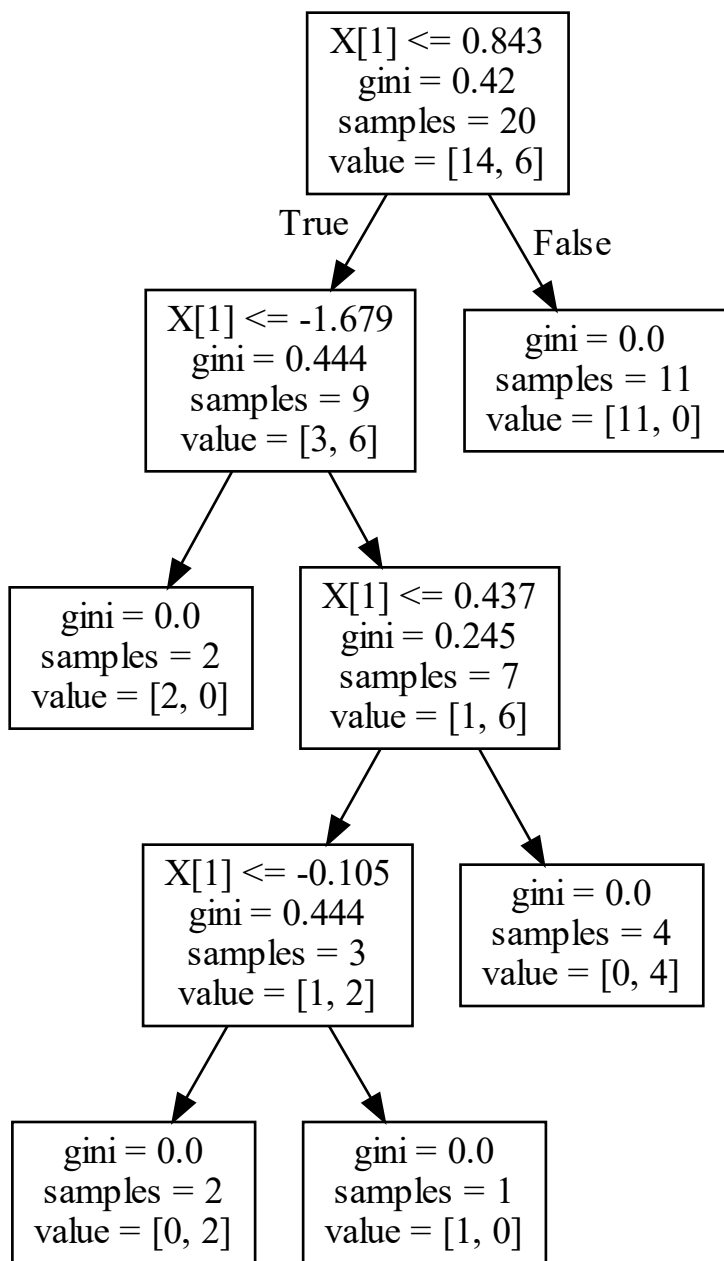 X[1] <= 0.843
gini = 0.42
samples = 20
value = [14, 6]
True
False
X[1] <= -1.679
gini = 0.444
samples = 9
value = [3, 6]
gini = 0.0
samples = 11
value = [11, 0]
gini = 0.0
samples = 2
value = [2, 0]
X[1] <= 0.437
gini = 0.245
samples = 7
value = [1, 6]
X[1] <= -0.105
gini = 0.444
samples = 3
value = [1, 2]
gini = 0.0
samples = 4
value = [0, 4]
gini = 0.0
samples = 2
value = [0, 2]
gini = 0.0
samples = 1
value = [1, 0]